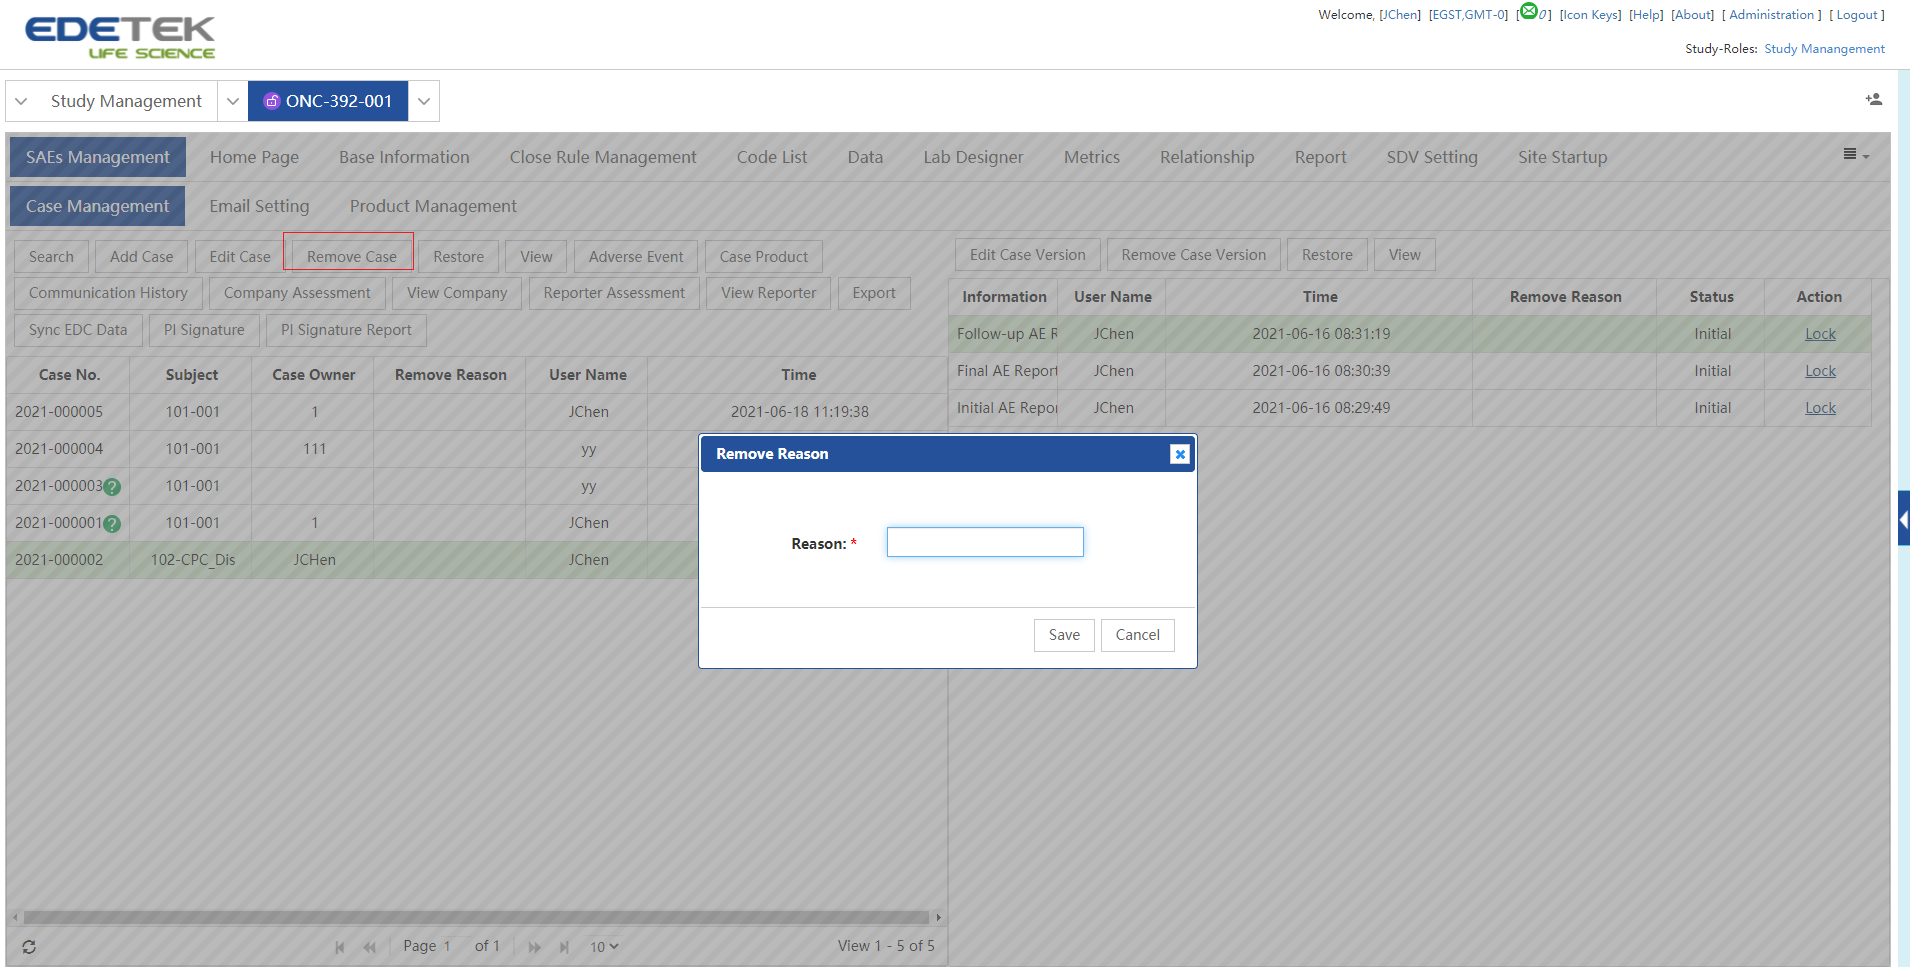 EDETEK
LIFE SCIENCE
Welcome, [JChen] [EGST,GMT-0] [0] [Icon Keys] [Help] [About] [ Administration ] [ Logout ]
Study-Roles: Study Manangement
Study Management ONC-392-001
SAEs Management Home Page Base Information Close Rule Management Code List Data Lab Designer Metrics Relationship Report SDV Setting Site Startup
Case Management Email Setting Product Management
Search Add Case Edit Case Remove Case Restore View Adverse Event Case Product
Communication History Company Assessment View Company Reporter Assessment View Reporter Export
Sync EDC Data PI Signature PI Signature Report
Case No. Subject Case Owner Remove Reason User Name Time
2021-000005 101-001 1 JChen 2021-06-18 11:19:38
2021-000004 101-001 111 yy
2021-000003 ? 101-001 yy
2021-000001 ? 101-001 1 JChen
2021-000002 102-CPC_Dis JCHen JChen
Page 1 of 1 10 View 1 - 5 of 5
Edit Case Version Remove Case Version Restore View
Information User Name Time Remove Reason Status Action
Follow-up AE R JChen 2021-06-16 08:31:19 Initial Lock
Final AE Report JChen 2021-06-16 08:30:39 Initial Lock
Initial AE Repo JChen 2021-06-16 08:29:49 Initial Lock
Remove Reason
Reason: *
Save Cancel